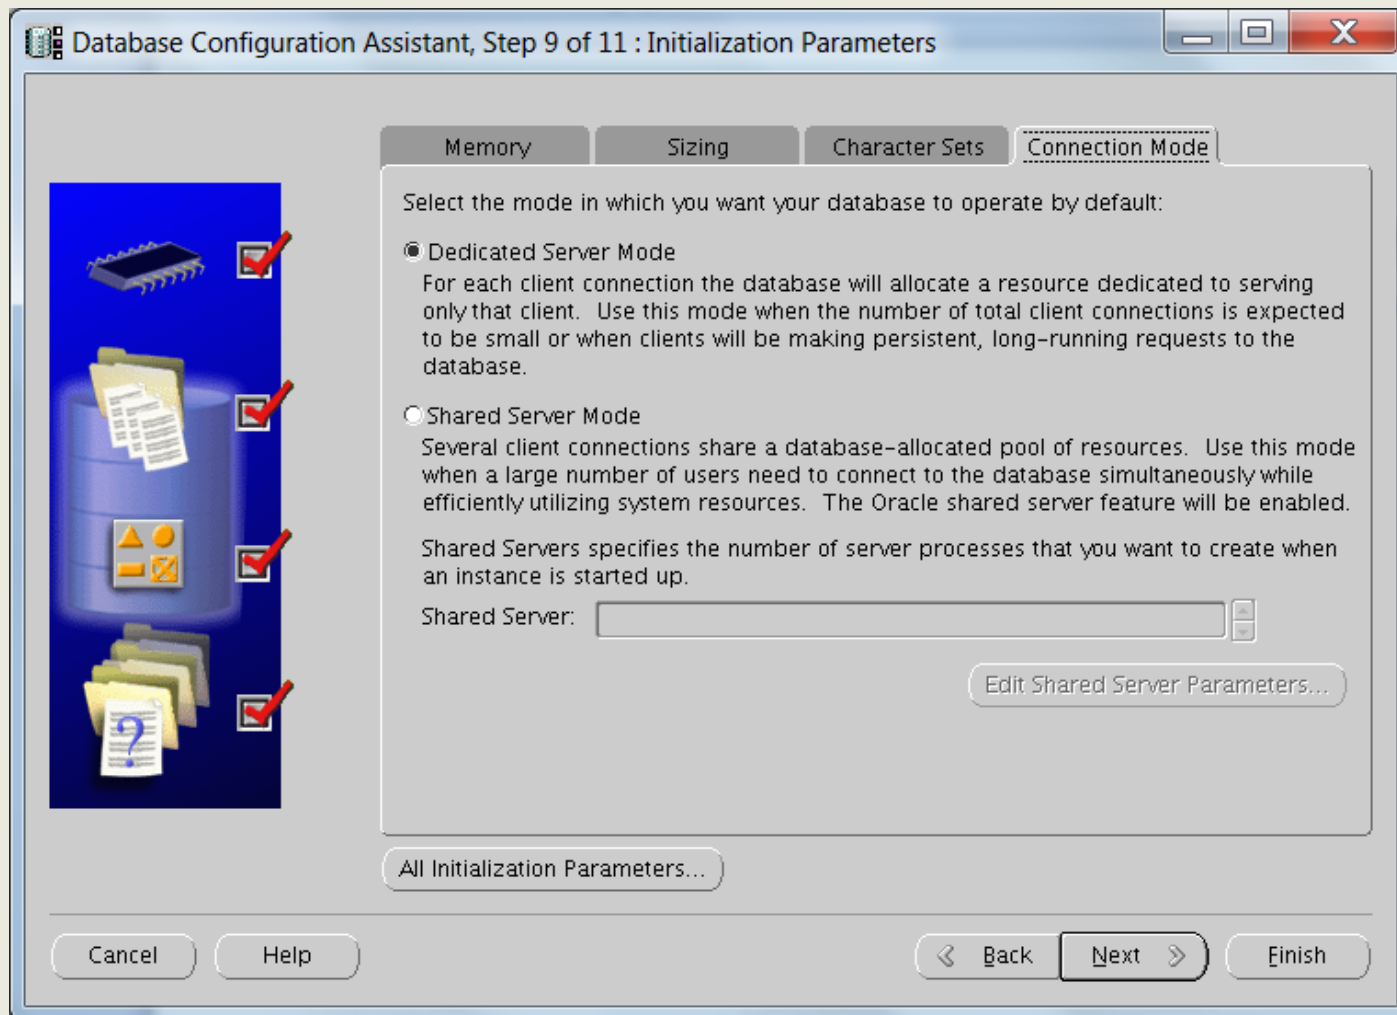 Database Configuration Assistant, Step 9 of 11 : Initialization Parameters
Memory
Sizing
Character Sets
Connection Mode
Select the mode in which you want your database to operate by default:
Dedicated Server Mode
For each client connection the database will allocate a resource dedicated to serving
only that client. Use this mode when the number of total client connections is expected
to be small or when clients will be making persistent, long-running requests to the
database.
Shared Server Mode
Several client connections share a database-allocated pool of resources. Use this mode
when a large number of users need to connect to the database simultaneously while
efficiently utilizing system resources. The Oracle shared server feature will be enabled.
Shared Servers specifies the number of server processes that you want to create when
an instance is started up.
Shared Server:
Edit Shared Server Parameters...
All Initialization Parameters...
Cancel
Help
Back
Next
Finish